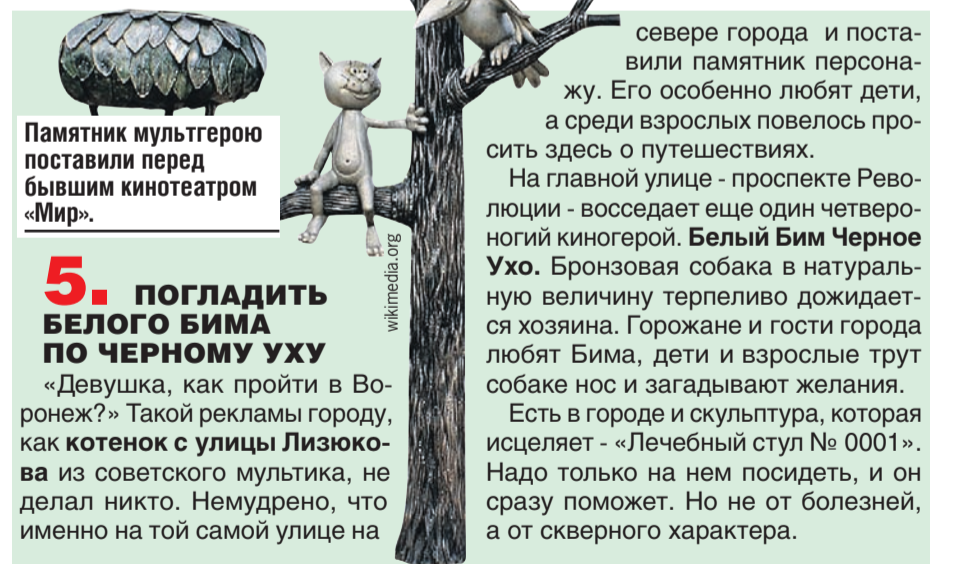 Памятник мультгерою
поставили перед
бывшим кинотеатром
«Мир».
wikimedia.org
5. ПОГЛАДИТЬ
БЕЛОГО БИМА
ПО ЧЕРНОМУ УХУ
«Девушка, как пройти в Во-
ронеж?» Такой рекламы городу,
как котенок с улицы Лизюко-
ва из советского мультика, не
делал никто. Немудрено, что
именно на той самой улице на
севере города и поста-
вили памятник персона-
жу. Его особенно любят дети,
а среди взрослых повелось про-
сить здесь о путешествиях.
На главной улице - проспекте Рево-
люции - восседает еще один четверо-
ногий киногерой. Белый Бим Черное
Ухо. Бронзовая собака в натураль-
ную величину терпеливо дожидает-
ся хозяина. Горожане и гости города
любят Бима, дети и взрослые трут
собаке нос и загадывают желания.
Есть в городе и скульптура, которая
исцеляет - «Лечебный стул № 0001».
Надо только на нем посидеть, и он
сразу поможет. Но не от болезней,
а от скверного характера.